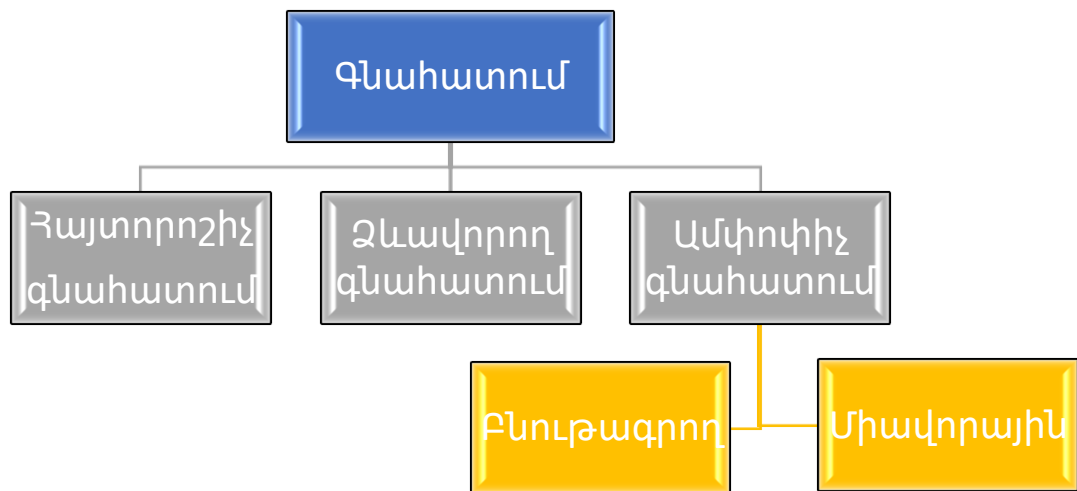 Գնահատում
Հայտորոշիչ
գնահատում
Ձևավորող
գնահատում
Ամփոփիչ
գնահատում
Բնութագրող
Միավորային